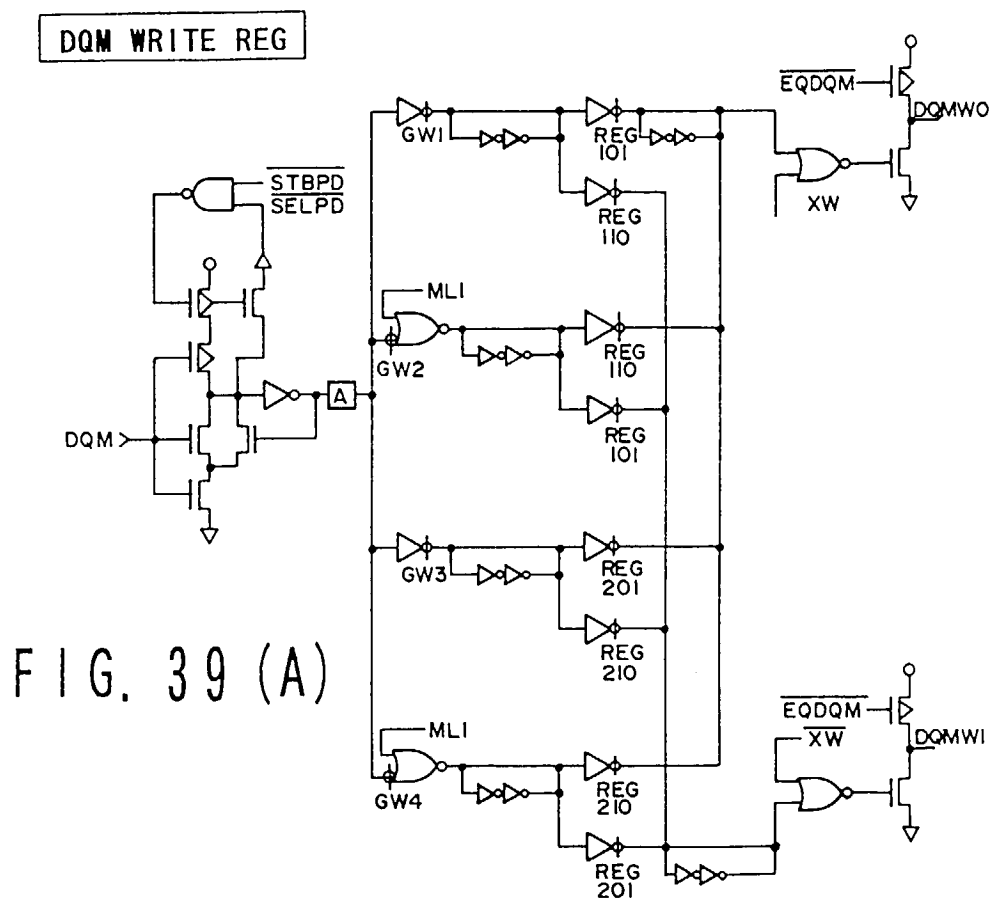 DQM WRITE REG
EQDQM
DQMW0
GW1
REG
101
STBPD
SELPD
XW
REG
110
ML1
GW2
REG
110
A
DQM
REG
101
GW3
REG
201
REG
210
FIG. 39 (A)
EQDQM
ML1
XW
DQMW1
GW4
REG
210
REG
201